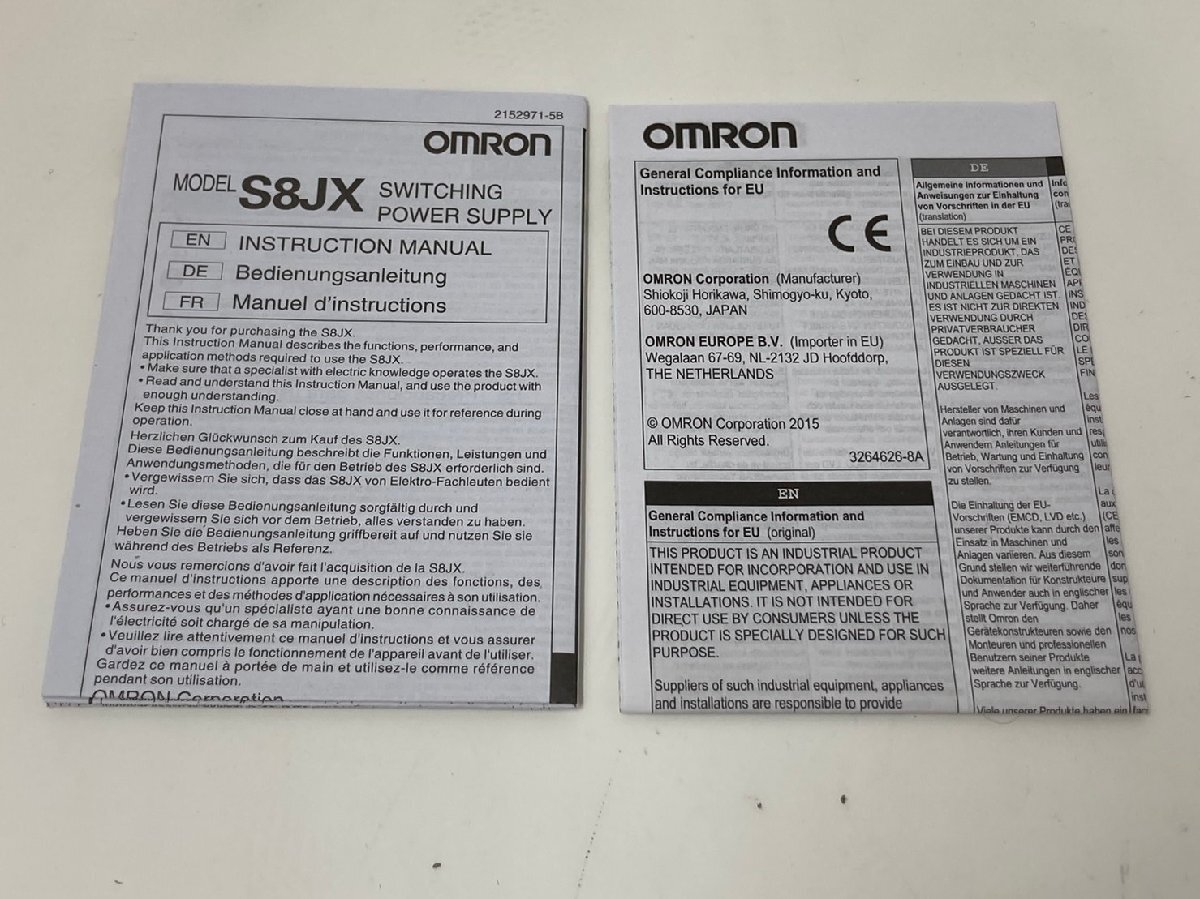 2152971-5B
OMRON
MODEL S8JX SWITCHING
POWER SUPPLY
EN INSTRUCTION MANUAL
DE Bedienungsanleitung
FR Manuel d'instructions
Thank you for purchasing the S8JX.
This Instruction Manual describes the functions, performance, and
application methods required to use the S8JX.
• Make sure that a specialist with electric knowledge operates the S8JX.
• Read and understand this Instruction Manual, and use the product with
enough understanding.
Keep this Instruction Manual close at hand and use it for reference during
operation.
Herzlichen Glückwunsch zum Kauf des S8JX.
Diese Bedienungsanleitung beschreibt die Funktionen, Leistungen und
Anwendungsmethoden, die für den Betrieb des S8JX erforderlich sind.
• Vergewissern Sie sich, dass das S8JX von Elektro-Fachleuten bedient
wird.
• Lesen Sie diese Bedienungsanleitung sorgfältig durch und
vergewissern Sie sich vor dem Betrieb, alles verstanden zu haben.
Heben Sie die Bedienungsanleitung griffbereit auf und nutzen Sie sie
während des Betriebs als Referenz.
Nous vous remercions d'avoir fait l'acquisition de la S8JX.
Ce manuel d'instructions apporte une description des fonctions, des
performances et des méthodes d'application nécessaires à son utilisation.
• Assurez-vous qu'un spécialiste ayant une bonne connaissance de
l'électricité soit chargé de sa manipulation.
• Veuillez lire attentivement ce manuel d'instructions et vous assurer
d'avoir bien compris le fonctionnement de l'appareil avant de l'utiliser.
Gardez ce manuel à portée de main et utilisez-le comme référence
pendant son utilisation.
OMRON Corporation
OMRON
General Compliance Information and
Instructions for EU
CE
OMRON Corporation (Manufacturer)
Shiokoji Horikawa, Shimogyo-ku, Kyoto,
600-8530, JAPAN
OMRON EUROPE B.V. (Importer in EU)
Wegalaan 67-69, NL-2132 JD Hoofddorp,
THE NETHERLANDS
© OMRON Corporation 2015
All Rights Reserved.
3264626-8A
EN
General Compliance Information and
Instructions for EU (original)
THIS PRODUCT IS AN INDUSTRIAL PRODUCT
INTENDED FOR INCORPORATION AND USE IN
INDUSTRIAL EQUIPMENT, APPLIANCES OR
INSTALLATIONS. IT IS NOT INTENDED FOR
DIRECT USE BY CONSUMERS UNLESS THE
PRODUCT IS SPECIALLY DESIGNED FOR SUCH
PURPOSE.
Suppliers of such industrial equipment, appliances
and installations are responsible to provide
DE
Allgemeine Informationen und
Anweisungen zur Einhaltung
von Vorschriften in der EU
(translation)
BEI DIESEM PRODUKT
HANDELT ES SICH UM EIN
INDUSTRIEPRODUKT, DAS
ZUM EINBAU UND ZUR
VERWENDUNG IN
INDUSTRIELLEN MASCHINEN
UND ANLAGEN GEDACHT IST.
ES IST NICHT ZUR DIREKTEN
VERWENDUNG DURCH
PRIVATVERBRAUCHER
GEDACHT, AUSSER DAS
PRODUKT IST SPEZIELL FÜR
DIESEN
VERWENDUNGSZWECK
AUSGELEGT.
Hersteller von Maschinen und
Anlagen sind dafür
verantwortlich, ihren Kunden und
Anwendern Anleitungen für
Betrieb, Wartung und Einhaltung
von Vorschriften zur Verfügung
zu stellen.
Die Einhaltung der EU-
Vorschriften (EMCD, LVD etc.)
unserer Produkte kann durch den
Einsatz in Maschinen und
Anlagen variieren. Aus diesem
Grund stellen wir weiterführende
Dokumentation für Konstrukteure
und Anwender auch in englischer
Sprache zur Verfügung. Daher
stellt Omron den
Gerätekonstrukteuren sowie den
Monteuren und professionellen
Benutzern seiner Produkte
weitere Anleitungen in englischer
Sprache zur Verfügung.
Viele unserer Produkte haben ein